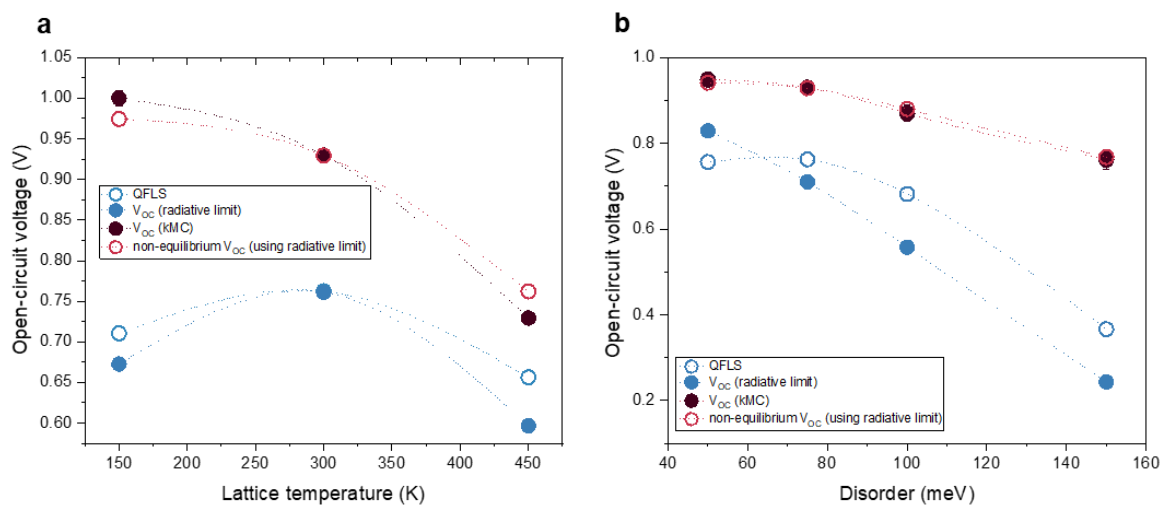 a
1.05
1.00
0.95
0.90
0.85
0.80
0.75
0.70
0.65
0.60
Open-circuit voltage (V)
QFLS
V_OC (radiative limit)
V_OC (kMC)
non-equilibrium V_OC (using radiative limit)
150 200 250 300 350 400 450
Lattice temperature (K)
b
1.0
0.8
0.6
0.4
0.2
Open-circuit voltage (V)
QFLS
V_OC (radiative limit)
V_OC (kMC)
non-equilibrium V_OC (using radiative limit)
40 60 80 100 120 140 160
Disorder (meV)